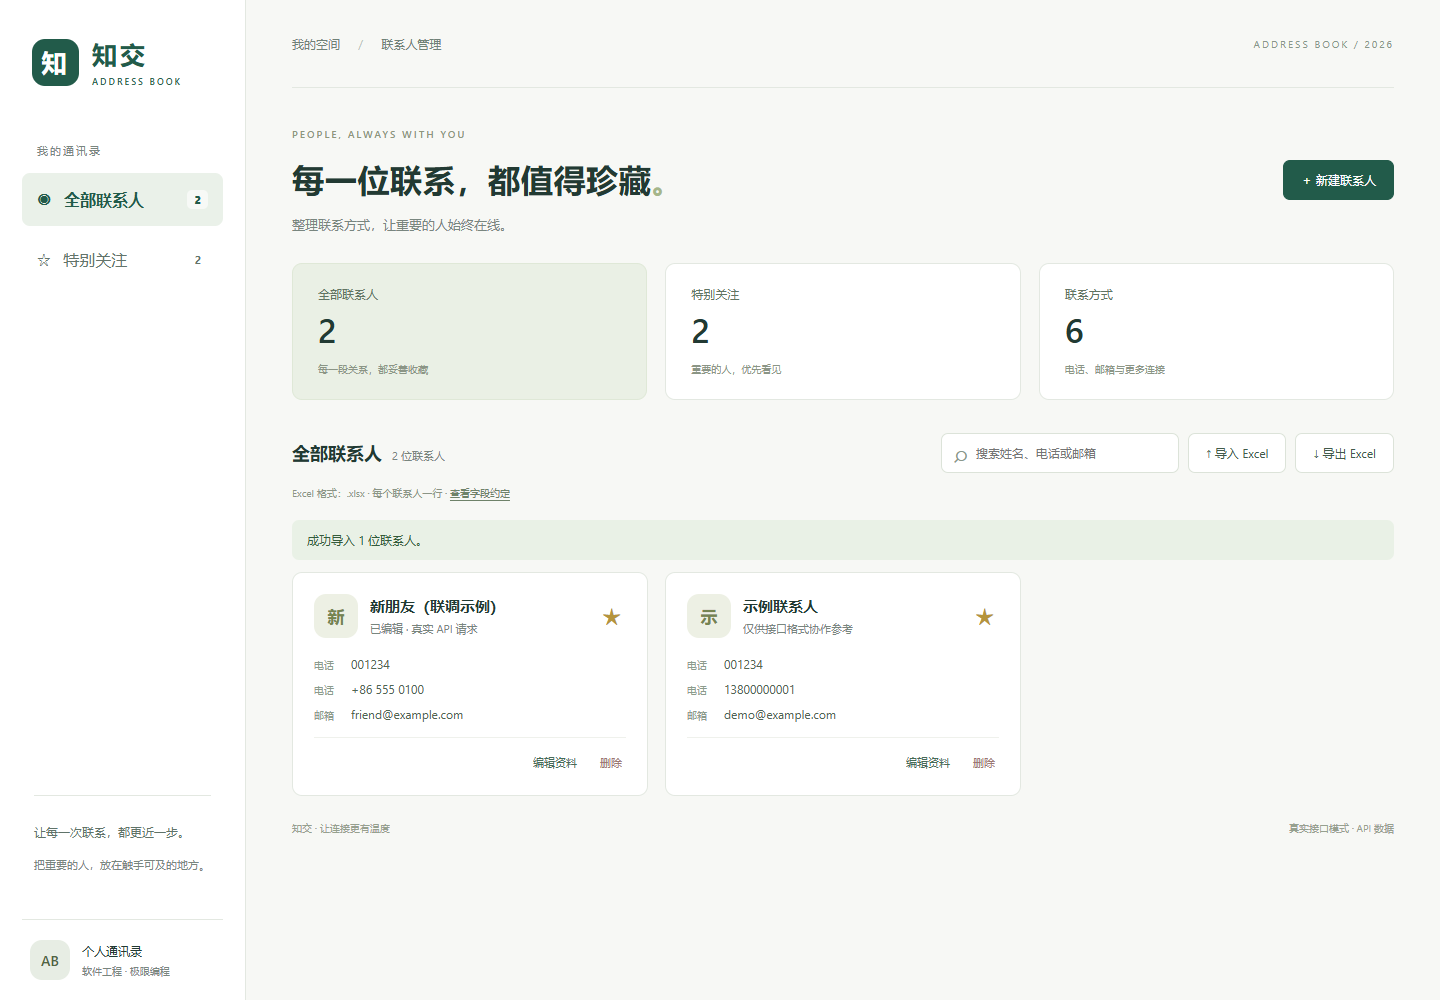 知
知交
ADDRESS BOOK
我的通讯录
全部联系人 2
☆ 特别关注 2
让每一次联系，都更近一步。
把重要的人，放在触手可及的地方。
AB
个人通讯录
软件工程 · 极限编程
我的空间 / 联系人管理
ADDRESS BOOK / 2026
PEOPLE, ALWAYS WITH YOU
每一位联系，都值得珍藏。
整理联系方式，让重要的人始终在线。
+ 新建联系人
全部联系人
2
每一段关系，都妥善收藏
特别关注
2
重要的人，优先看见
联系方式
6
电话、邮箱与更多连接
全部联系人 2 位联系人
搜索姓名、电话或邮箱
↑ 导入 Excel
↓ 导出 Excel
Excel 格式：.xlsx · 每个联系人一行 · 查看字段约定
成功导入 1 位联系人。
新
新朋友（联调示例）
已编辑 · 真实 API 请求
★
电话 001234
电话 +86 555 0100
邮箱 friend@example.com
编辑资料 删除
示
示例联系人
仅供接口格式协作参考
★
电话 001234
电话 13800000001
邮箱 demo@example.com
编辑资料 删除
知交 · 让连接更有温度
真实接口模式 · API 数据